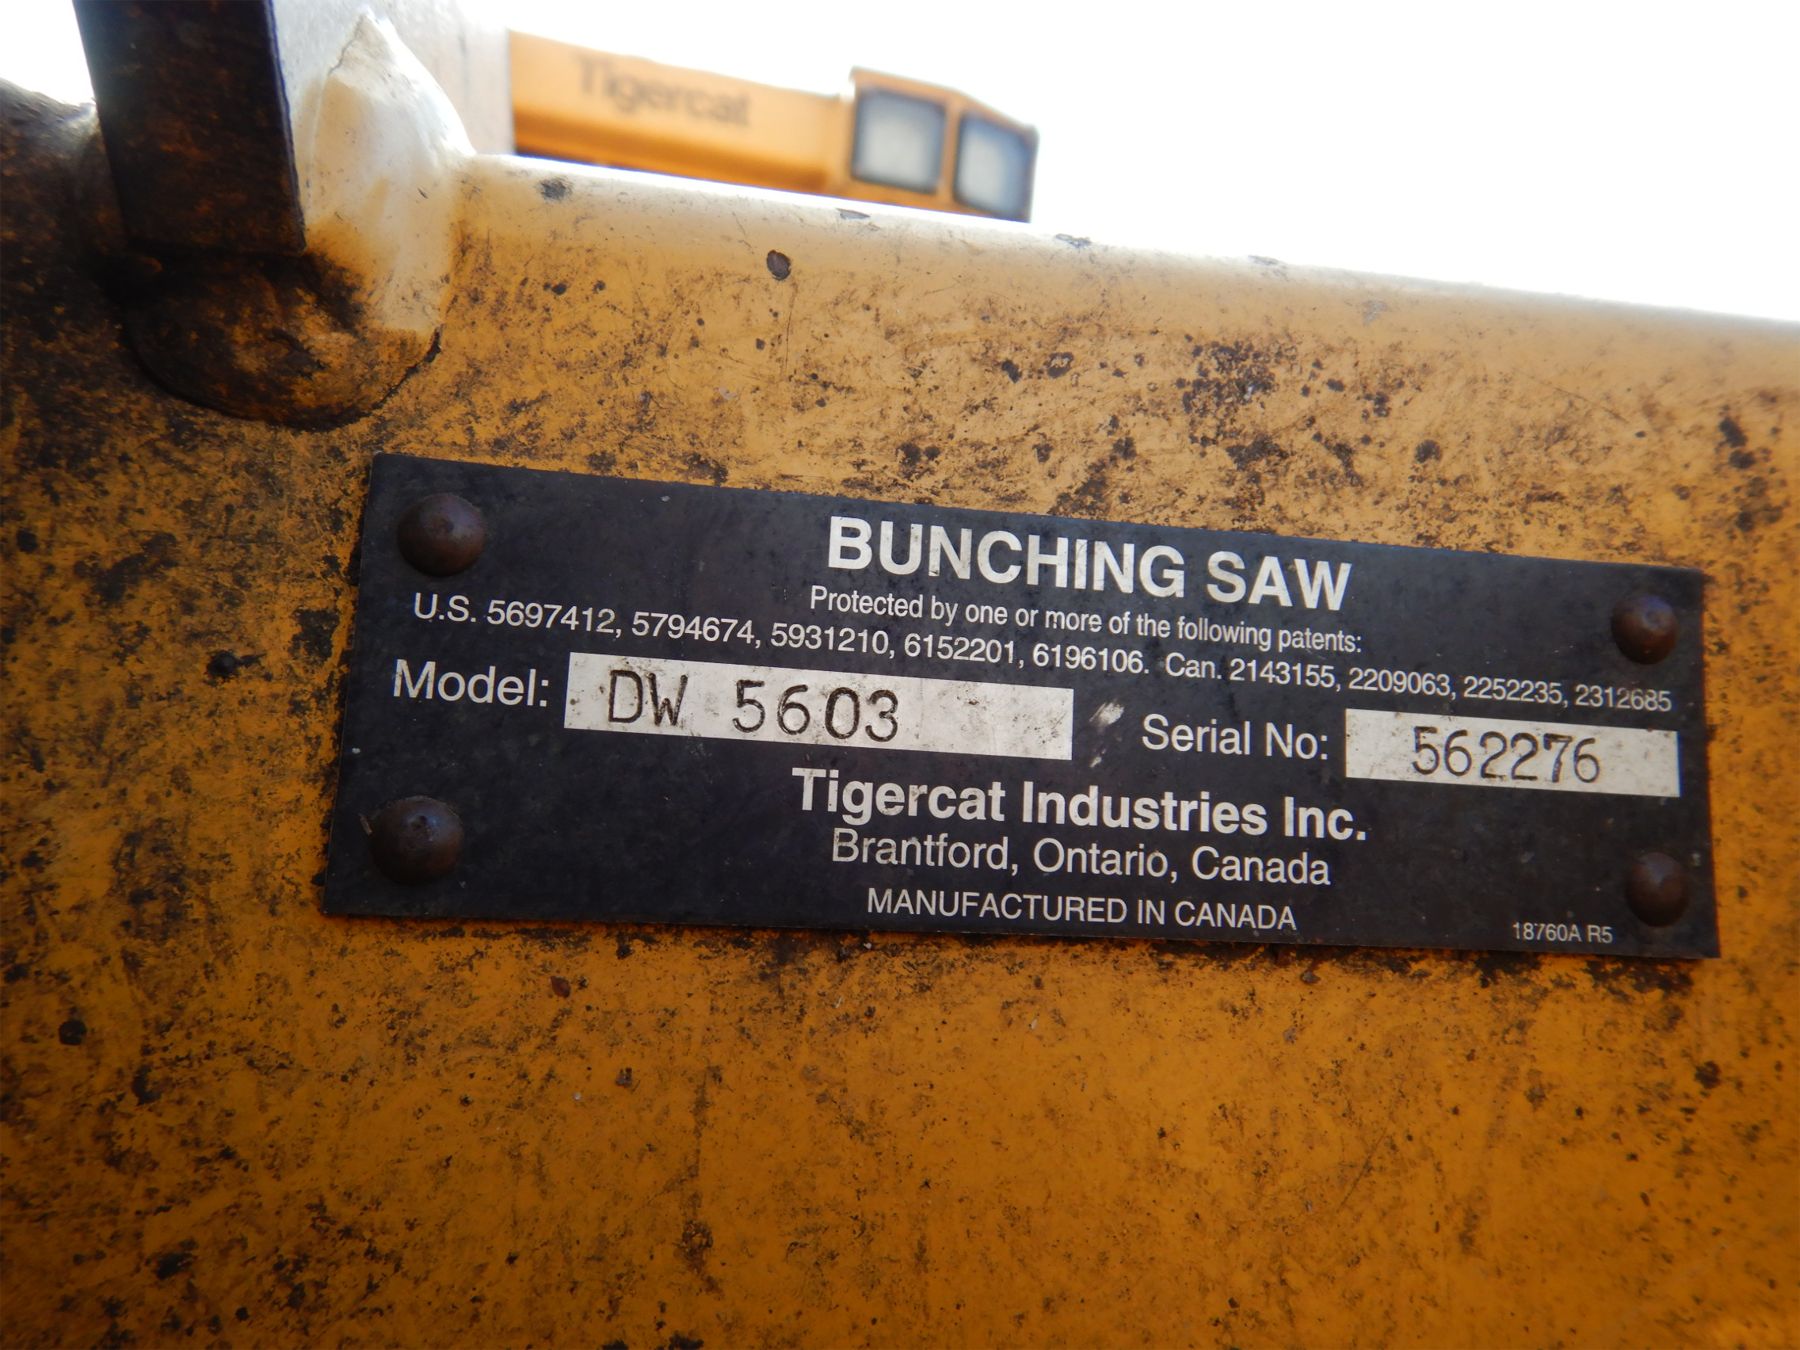 Tigercat
BUNCHING SAW
Protected by one or more of the following patents:
U.S. 5697412, 5794674, 5931210, 6152201, 6196106. Can. 2143155, 2209063, 2252235, 2312685
Model: DW 5603 Serial No: 562276
Tigercat Industries Inc.
Brantford, Ontario, Canada
MANUFACTURED IN CANADA
18760A R5